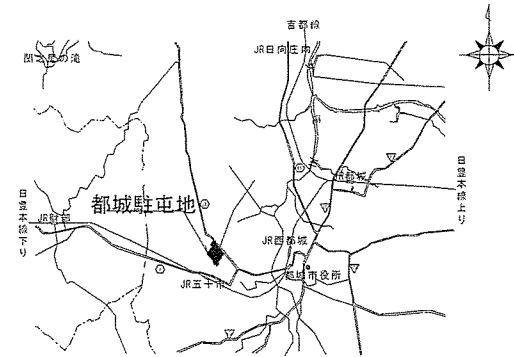 吉都線
JR日向庄内
関之尾の滝
JR都城
日豊本線上り
日豊本線下り
都城駐屯地
JR財部
JR西都城
都城市役所
JR五十市